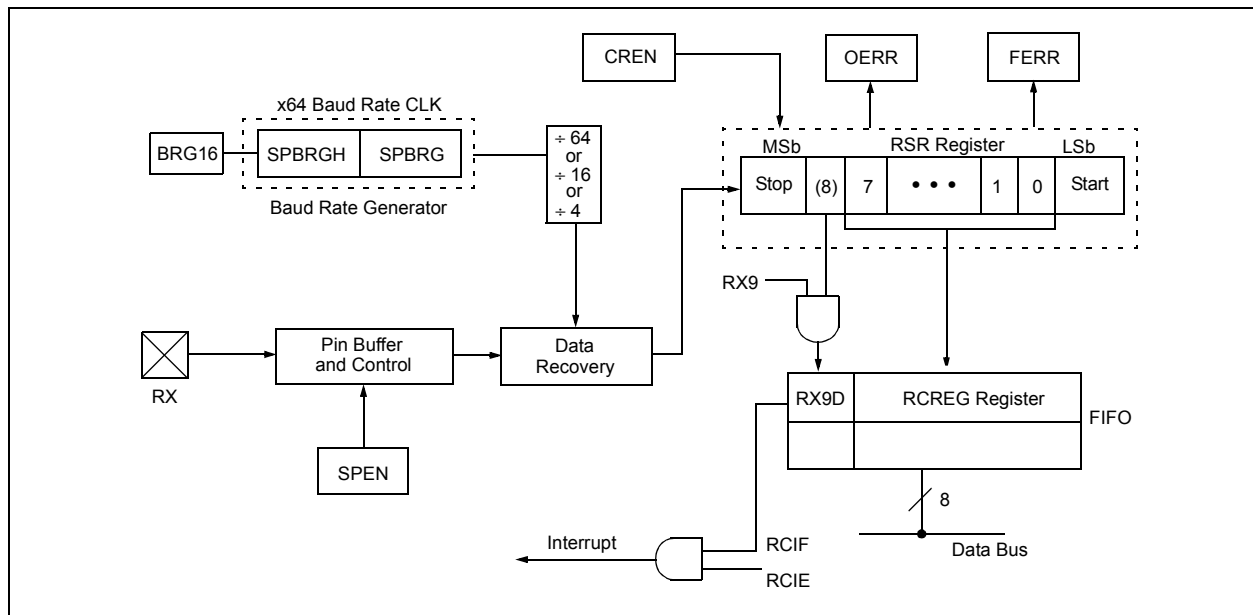 CREN
OERR
FERR
x64 Baud Rate CLK
BRG16
SPBRGH
SPBRG
Baud Rate Generator
÷ 64
or
÷ 16
or
÷ 4
MSb
RSR Register
LSb
Stop
(8)
7
• • •
1
0
Start
RX9
RX
Pin Buffer
and Control
Data
Recovery
SPEN
RX9D
RCREG Register
FIFO
8
Data Bus
Interrupt
RCIF
RCIE